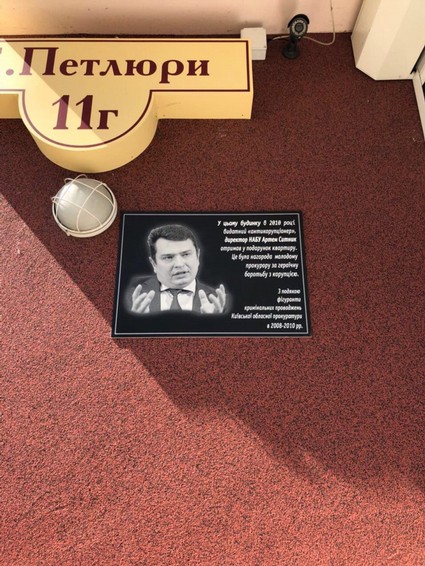 .Петлюри
11г
У цьому будинку в 2010 році,
видатний «антикорупціонер»,
директор НАБУ Артем Ситник
отримав у подарунок квартиру.
Це була нагорода молодому
прокурору за героїчну
боротьбу з корупцією.
З подякою
фігуранти
кримінальних проваджень
Київської обласної прокуратури
в 2008-2010 рр.